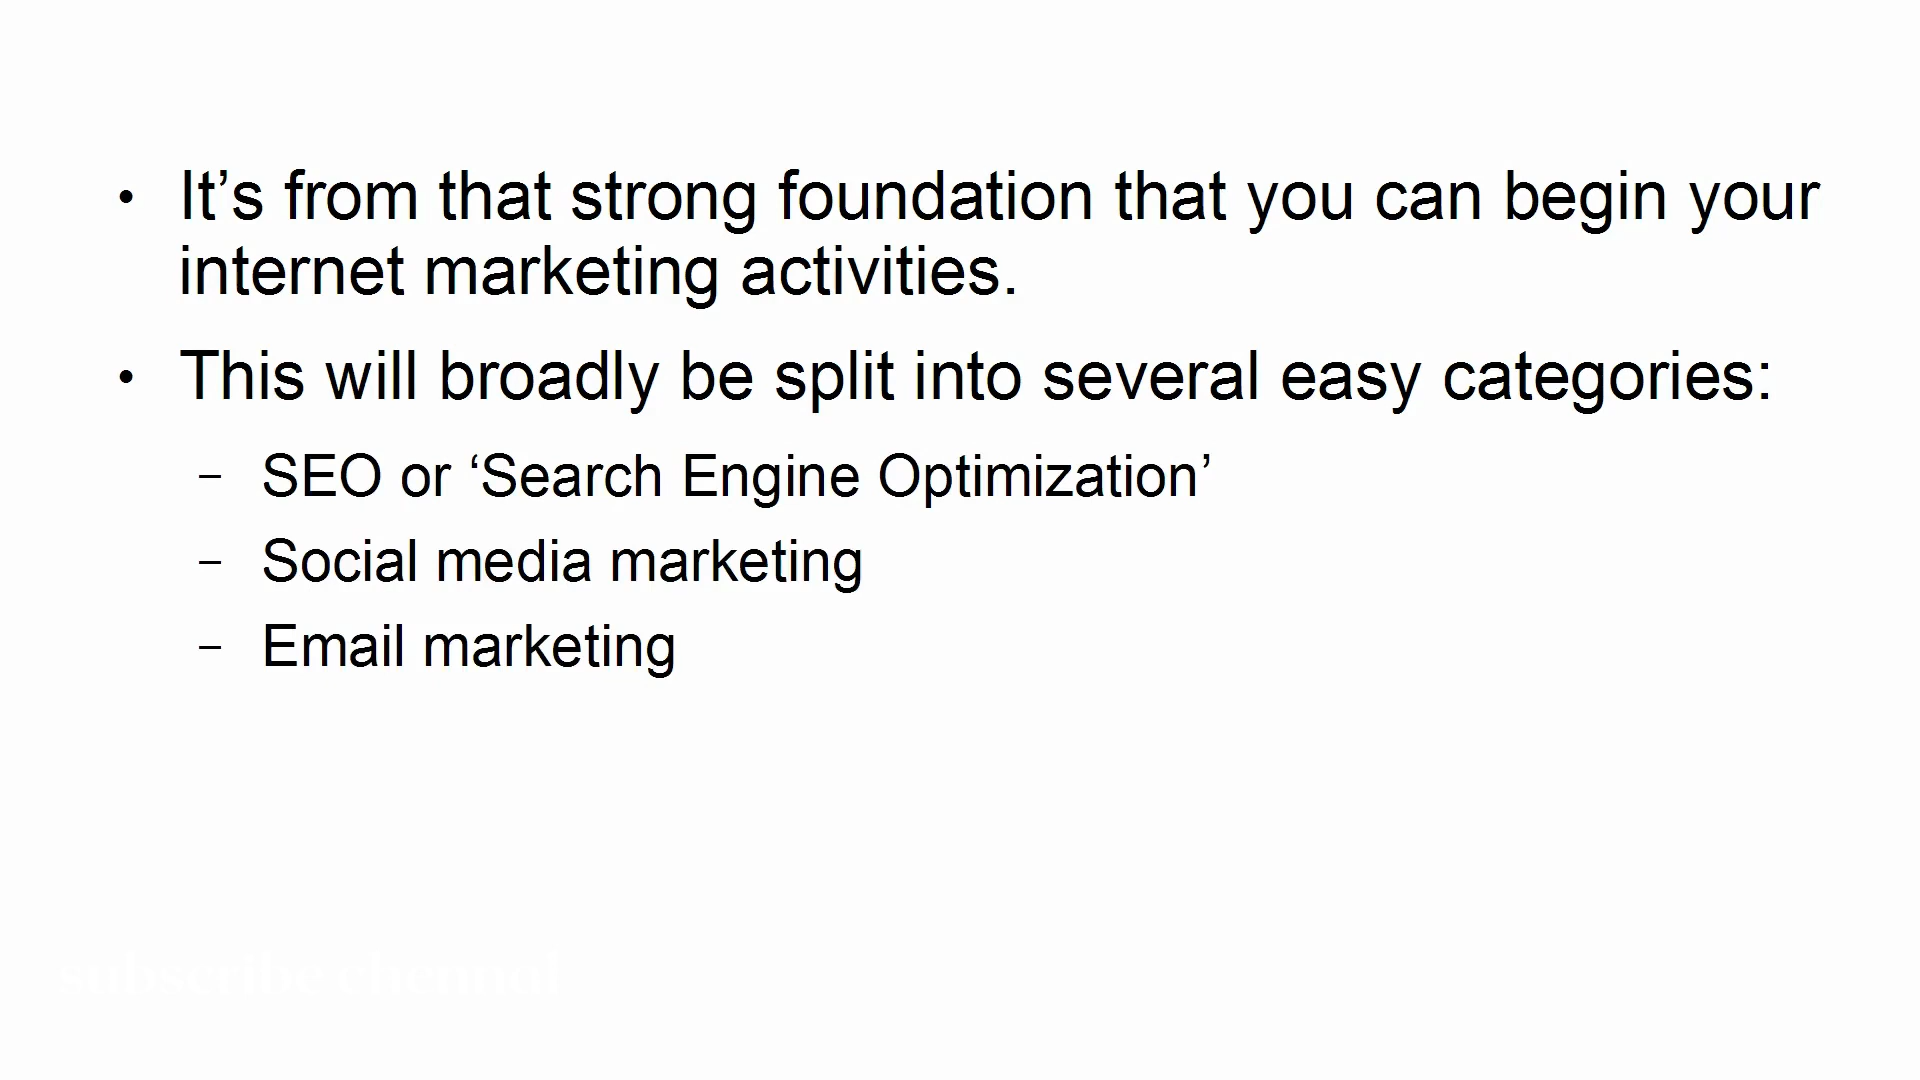 • It’s from that strong foundation that you can begin your
internet marketing activities.
• This will broadly be split into several easy categories:
– SEO or ‘Search Engine Optimization’
– Social media marketing
– Email marketing
subscribe